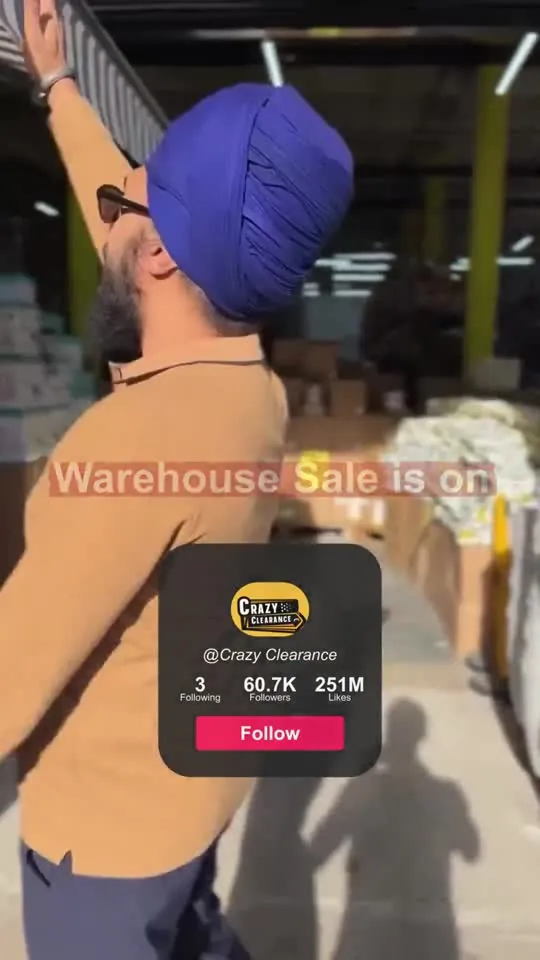 Warehouse Sale is on
CRAZY
CLEARANCE
@Crazy Clearance
3 60.7K 251M
Following Followers Likes
Follow